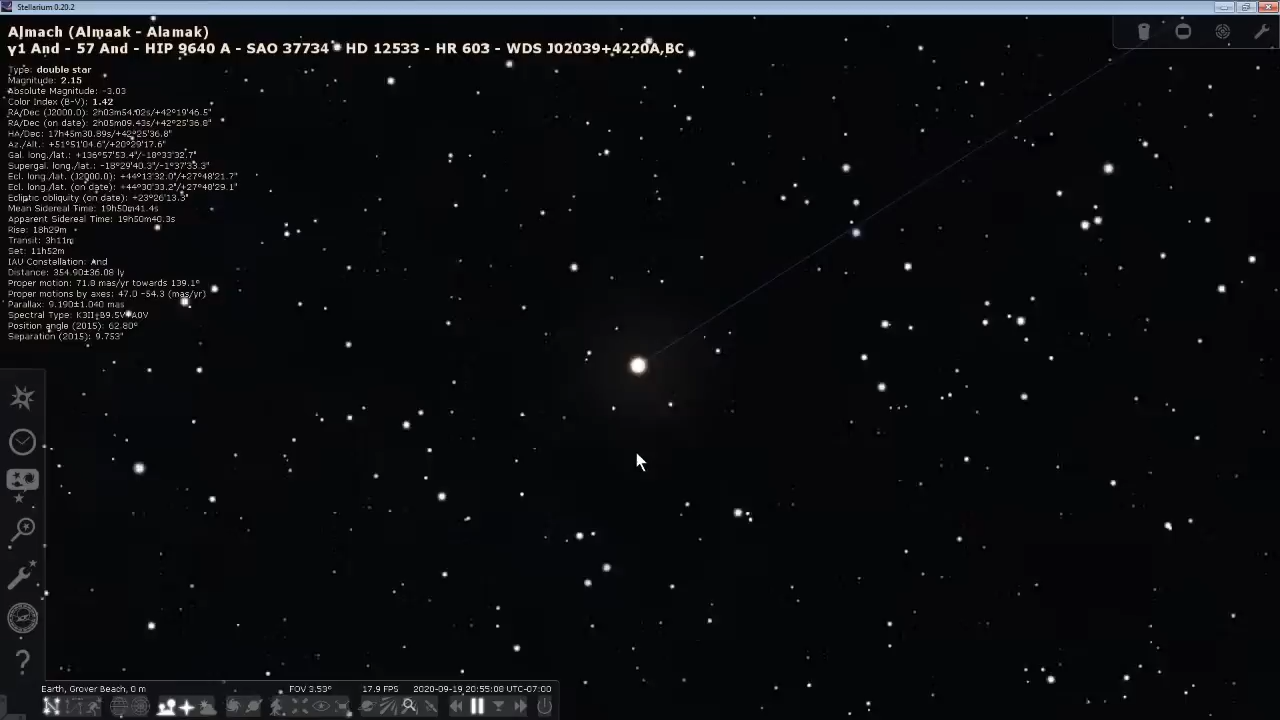 Stellarium 0.20.2
Almach (Almaak - Alamak)
γ1 And - 57 And - HIP 9640 A - SAO 37734 - HD 12533 - HR 603 - WDS J02039+4220A,BC
Type: double star
Magnitude: 2.15
Absolute Magnitude: -3.03
Color Index (B-V): 1.42
RA/Dec (J2000.0): 2h03m54.02s/+42°19'46.5"
RA/Dec (on date): 2h05m09.43s/+42°25'36.8"
HA/Dec: 17h45m30.89s/+42°25'36.8"
Az./Alt.: +51°51'04.6"/+20°29'17.6"
Gal. long./lat.: +136°57'53.4"/-18°33'32.7"
Supergal. long./lat.: -18°29'40.3"/-1°37'33.3"
Ecl. long./lat. (J2000.0): +44°13'32.0"/+27°48'21.7"
Ecl. long./lat. (on date): +44°30'33.2"/+27°48'29.1"
Ecliptic obliquity (on date): +23°26'13.3"
Mean Sidereal Time: 19h50m41.4s
Apparent Sidereal Time: 19h50m40.3s
Rise: 18h29m
Transit: 3h11m
Set: 11h52m
IAU Constellation: And
Distance: 354.90±36.08 ly
Proper motion: 71.8 mas/yr towards 139.1°
Proper motions by axes: 47.0 -54.3 (mas/yr)
Parallax: 9.190±1.040 mas
Spectral Type: K3II+B9.5V+A0V
Position angle (2015): 62.80°
Separation (2015): 9.753"
Earth, Grover Beach, 0 m FOV 3.53° 17.9 FPS 2020-09-19 20:55:08 UTC-07:00